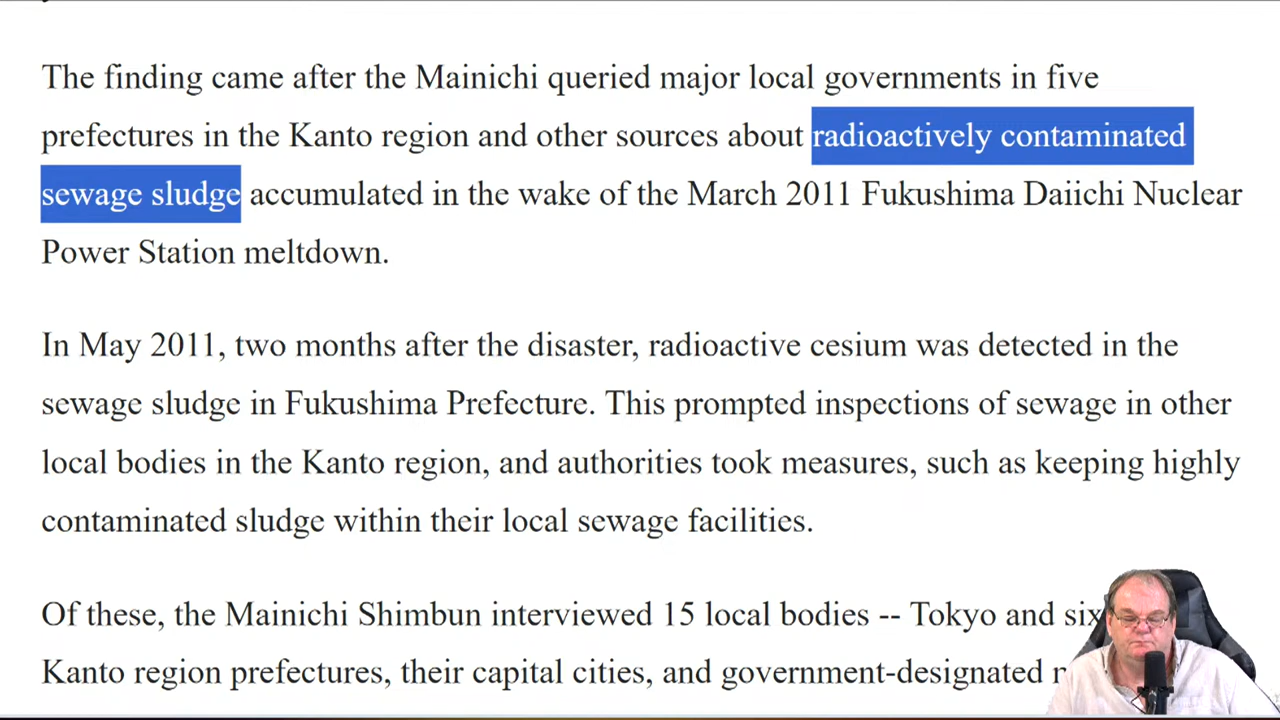 The finding came after the Mainichi queried major local governments in five
prefectures in the Kanto region and other sources about radioactively contaminated
sewage sludge accumulated in the wake of the March 2011 Fukushima Daiichi Nuclear
Power Station meltdown.
In May 2011, two months after the disaster, radioactive cesium was detected in the
sewage sludge in Fukushima Prefecture. This prompted inspections of sewage in other
local bodies in the Kanto region, and authorities took measures, such as keeping highly
contaminated sludge within their local sewage facilities.
Of these, the Mainichi Shimbun interviewed 15 local bodies -- Tokyo and six
Kanto region prefectures, their capital cities, and government-designated